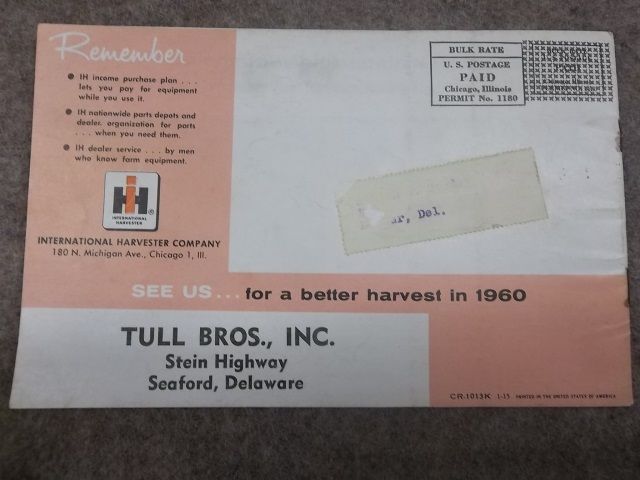 Remember
• IH income purchase plan . . .
lets you pay for equipment
while you use it.
• IH nationwide parts depots and
dealer organization for parts
. . . when you need them.
• IH dealer service . . . by men
who know farm equipment.
IH
INTERNATIONAL
HARVESTER
®
INTERNATIONAL HARVESTER COMPANY
180 N. Michigan Ave., Chicago 1, Ill.
BULK RATE
U. S. POSTAGE
PAID
Chicago, Illinois
PERMIT No. 1180
Del.
SEE US . . . for a better harvest in 1960
TULL BROS., INC.
Stein Highway
Seaford, Delaware
CR-1013K 1-15 PRINTED IN THE UNITED STATES OF AMERICA